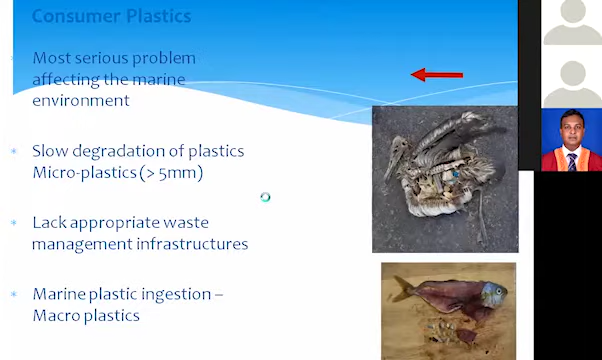 Consumer Plastics
* Most serious problem
affecting the marine
environment
* Slow degradation of plastics
Micro-plastics (> 5mm)
* Lack appropriate waste
management infrastructures
* Marine plastic ingestion –
Macro plastics